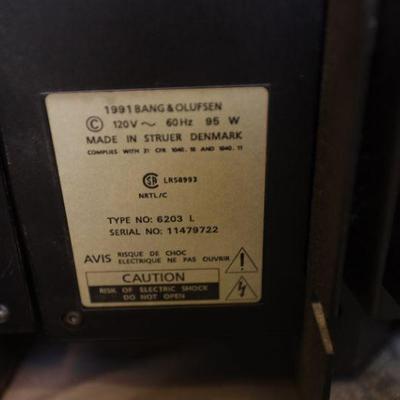 1991 BANG & OLUFSEN
© 120V ~ 60Hz 95 W
MADE IN STRUER DENMARK
COMPLIES WITH 21 CFR 1040.10 AND 1040.11
LR58993
NRTL/C
TYPE NO: 6203 L
SERIAL NO: 11479722
AVIS RISQUE DE CHOC
ELECTRIQUE NE PAS OUVRIR
CAUTION
RISK OF ELECTRIC SHOCK
DO NOT OPEN